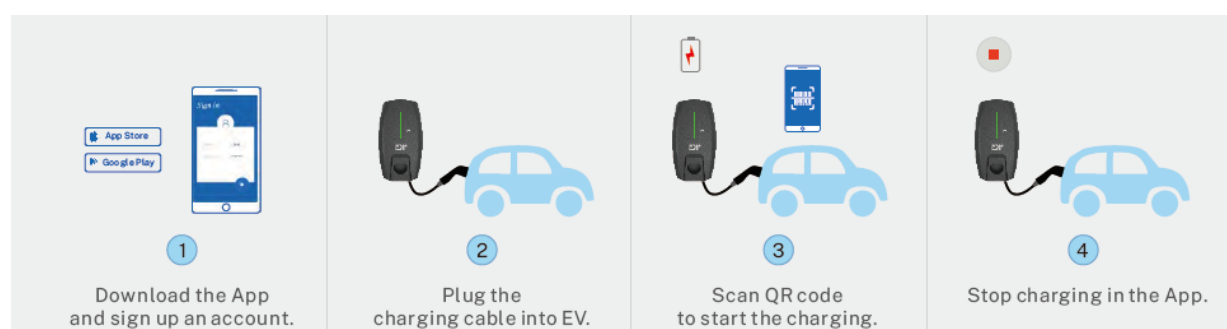 App Store
Google Play
Sign in
1
Download the App
and sign up an account.
2
Plug the
charging cable into EV.
3
Scan QR code
to start the charging.
4
Stop charging in the App.